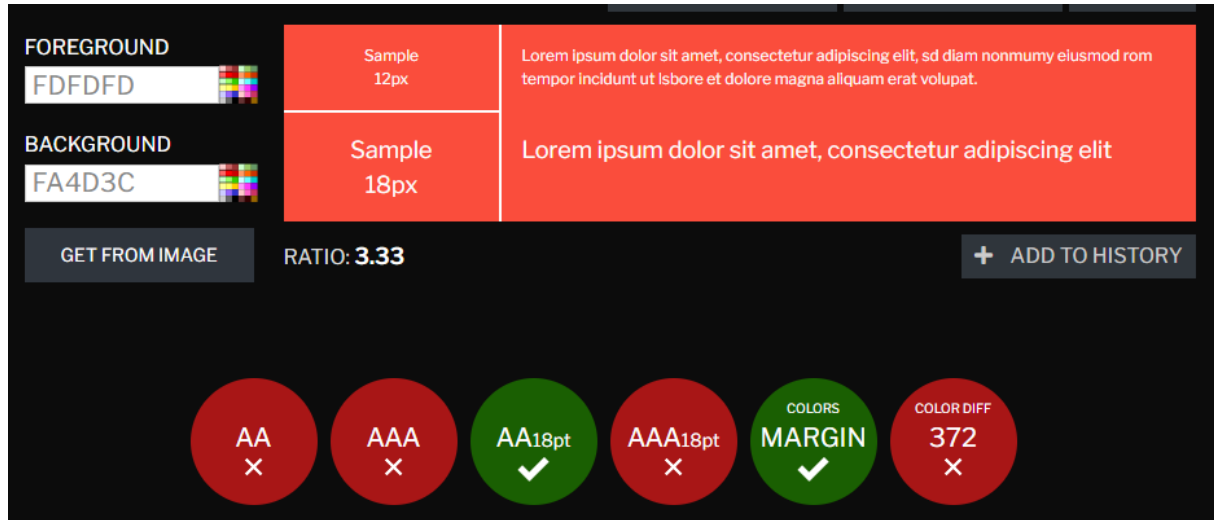 FOREGROUND
FDFDFD
BACKGROUND
FA4D3C
GET FROM IMAGE
Sample
12px
Lorem ipsum dolor sit amet, consectetur adipiscing elit, sd diam nonmumy eiusmod rom
tempor incidunt ut lsbore et dolore magna aliquam erat volupat.
Sample
18px
Lorem ipsum dolor sit amet, consectetur adipiscing elit
RATIO: 3.33
+ ADD TO HISTORY
AA
AAA
AA18pt
AAA18pt
COLORS
MARGIN
COLOR DIFF
372